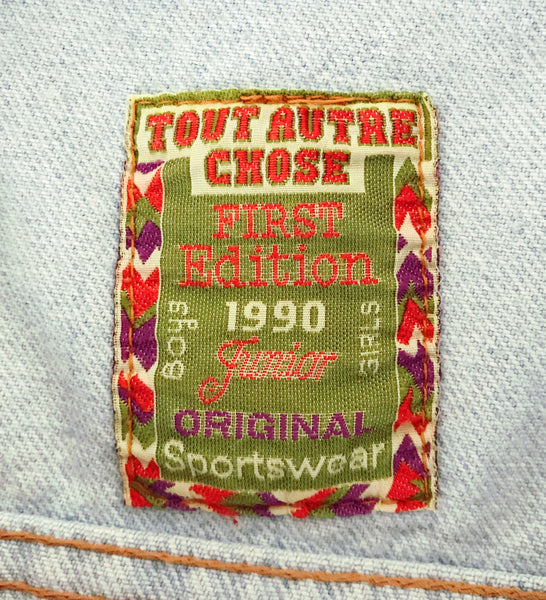 TOUT AUTRE
CHOSE
FIRST
Edition
Boys
1990
GIRLS
Junior
ORIGINAL
Sportswear